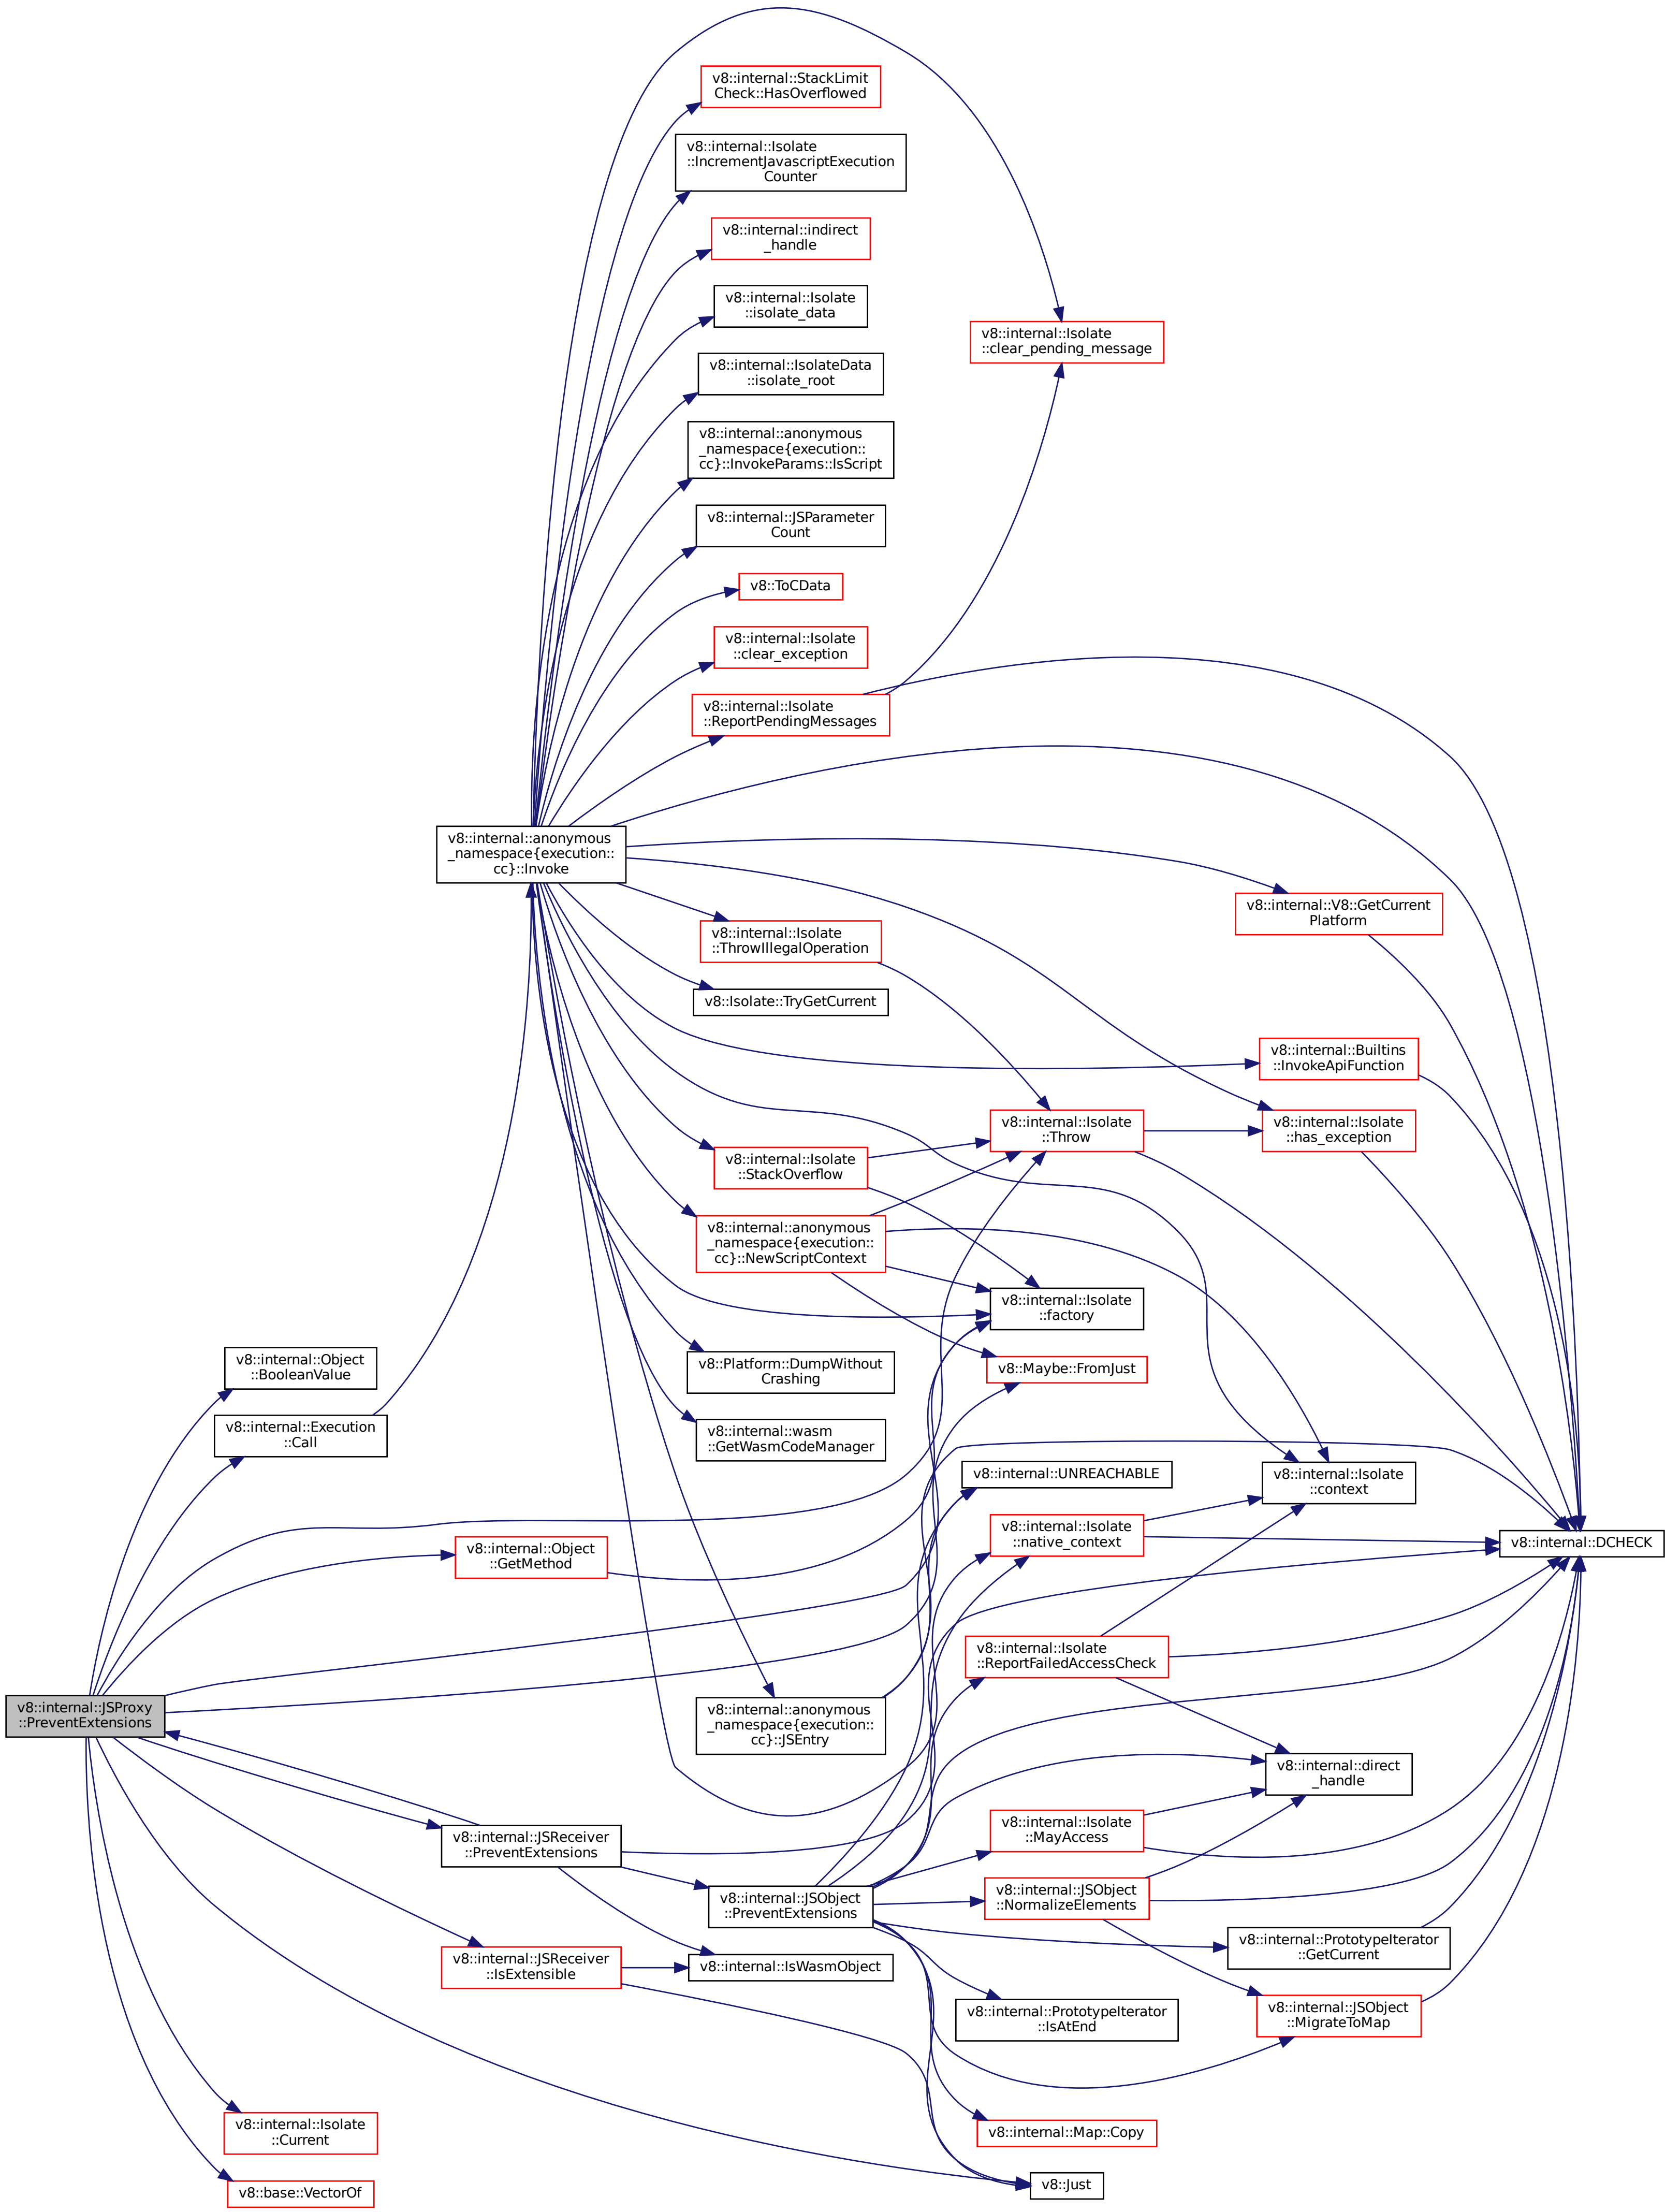 v8::internal::StackLimit
Check::HasOverflowed
v8::internal::Isolate
::IncrementJavascriptExecution
Counter
v8::internal::indirect
_handle
v8::internal::Isolate
::isolate_data
v8::internal::Isolate
::clear_pending_message
v8::internal::IsolateData
::isolate_root
v8::internal::anonymous
_namespace{execution::
cc}::InvokeParams::IsScript
v8::internal::JSParameter
Count
v8::ToCData
v8::internal::Isolate
::clear_exception
v8::internal::Isolate
::ReportPendingMessages
v8::internal::anonymous
_namespace{execution::
cc}::Invoke
v8::internal::V8::GetCurrent
Platform
v8::internal::Isolate
::ThrowIllegalOperation
v8::Isolate::TryGetCurrent
v8::internal::Builtins
::InvokeApiFunction
v8::internal::Isolate
::Throw
v8::internal::Isolate
::has_exception
v8::internal::Isolate
::StackOverflow
v8::internal::anonymous
_namespace{execution::
cc}::NewScriptContext
v8::internal::Isolate
::factory
v8::internal::Object
::BooleanValue
v8::Platform::DumpWithout
Crashing
v8::Maybe::FromJust
v8::internal::Execution
::Call
v8::internal::wasm
::GetWasmCodeManager
v8::internal::UNREACHABLE
v8::internal::Isolate
::context
v8::internal::Object
::GetMethod
v8::internal::Isolate
::native_context
v8::internal::DCHECK
v8::internal::Isolate
::ReportFailedAccessCheck
v8::internal::JSProxy
::PreventExtensions
v8::internal::anonymous
_namespace{execution::
cc}::JSEntry
v8::internal::direct
_handle
v8::internal::JSReceiver
::PreventExtensions
v8::internal::Isolate
::MayAccess
v8::internal::JSObject
::PreventExtensions
v8::internal::JSObject
::NormalizeElements
v8::internal::PrototypeIterator
::GetCurrent
v8::internal::JSReceiver
::IsExtensible
v8::internal::IsWasmObject
v8::internal::PrototypeIterator
::IsAtEnd
v8::internal::JSObject
::MigrateToMap
v8::internal::Isolate
::Current
v8::internal::Map::Copy
v8::base::VectorOf
v8::Just